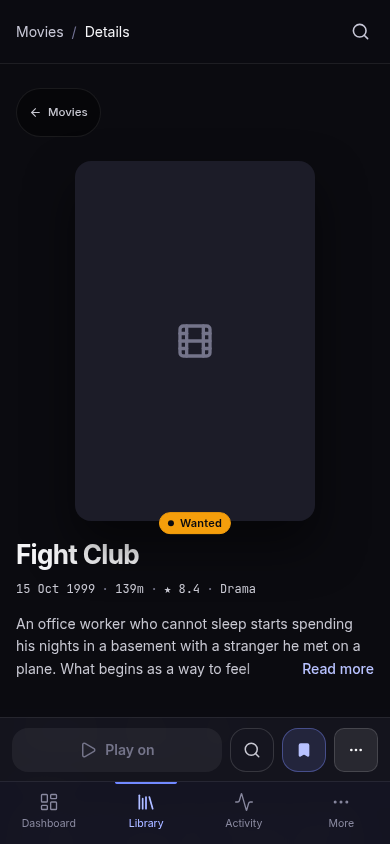 Movies / Details
Movies
Wanted
Fight Club
15 Oct 1999 · 139m · ★ 8.4 · Drama
An office worker who cannot sleep starts spending
his nights in a basement with a stranger he met on a
plane. What begins as a way to feel Read more
Play on
Dashboard Library Activity More